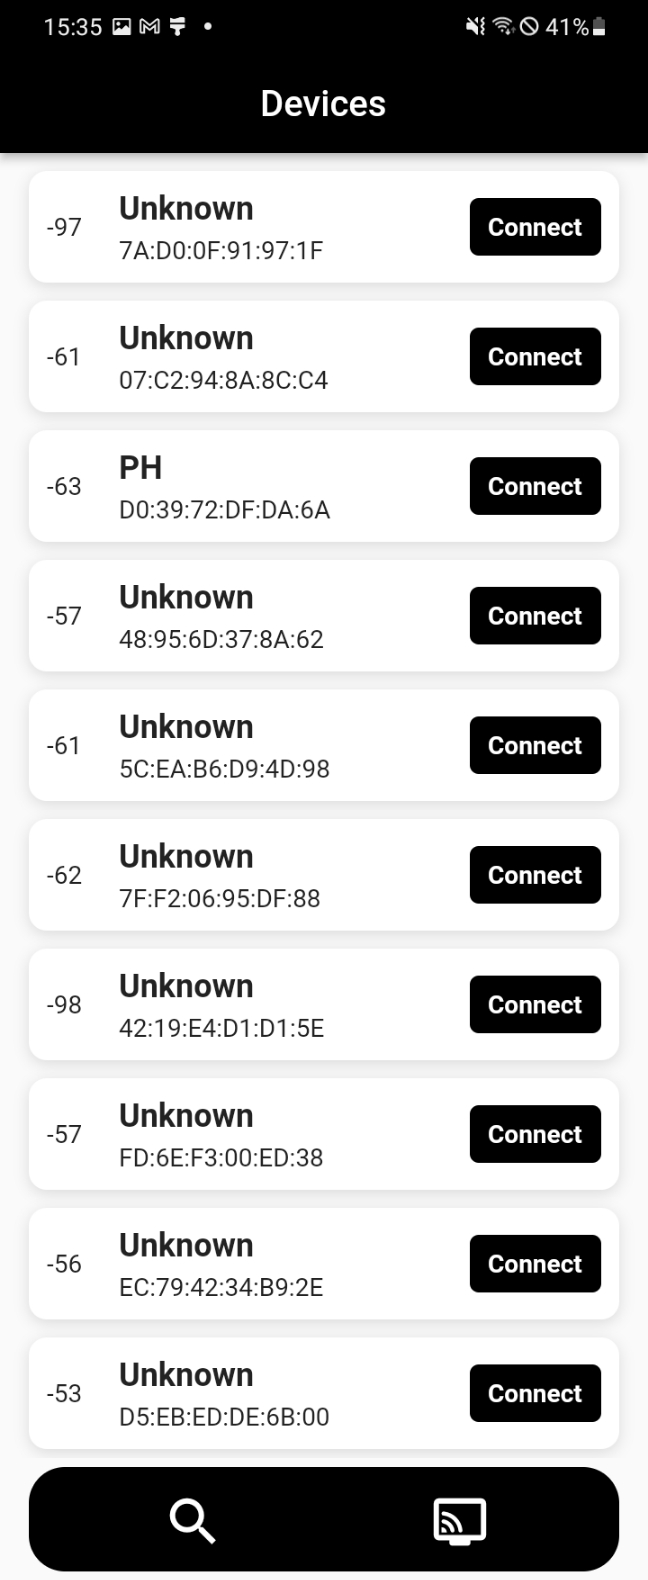 15:35
41%
Devices
-97
Unknown
7A:D0:0F:91:97:1F
Connect
-61
Unknown
07:C2:94:8A:8C:C4
Connect
-63
PH
D0:39:72:DF:DA:6A
Connect
-57
Unknown
48:95:6D:37:8A:62
Connect
-61
Unknown
5C:EA:B6:D9:4D:98
Connect
-62
Unknown
7F:F2:06:95:DF:88
Connect
-98
Unknown
42:19:E4:D1:D1:5E
Connect
-57
Unknown
FD:6E:F3:00:ED:38
Connect
-56
Unknown
EC:79:42:34:B9:2E
Connect
-53
Unknown
D5:EB:ED:DE:6B:00
Connect